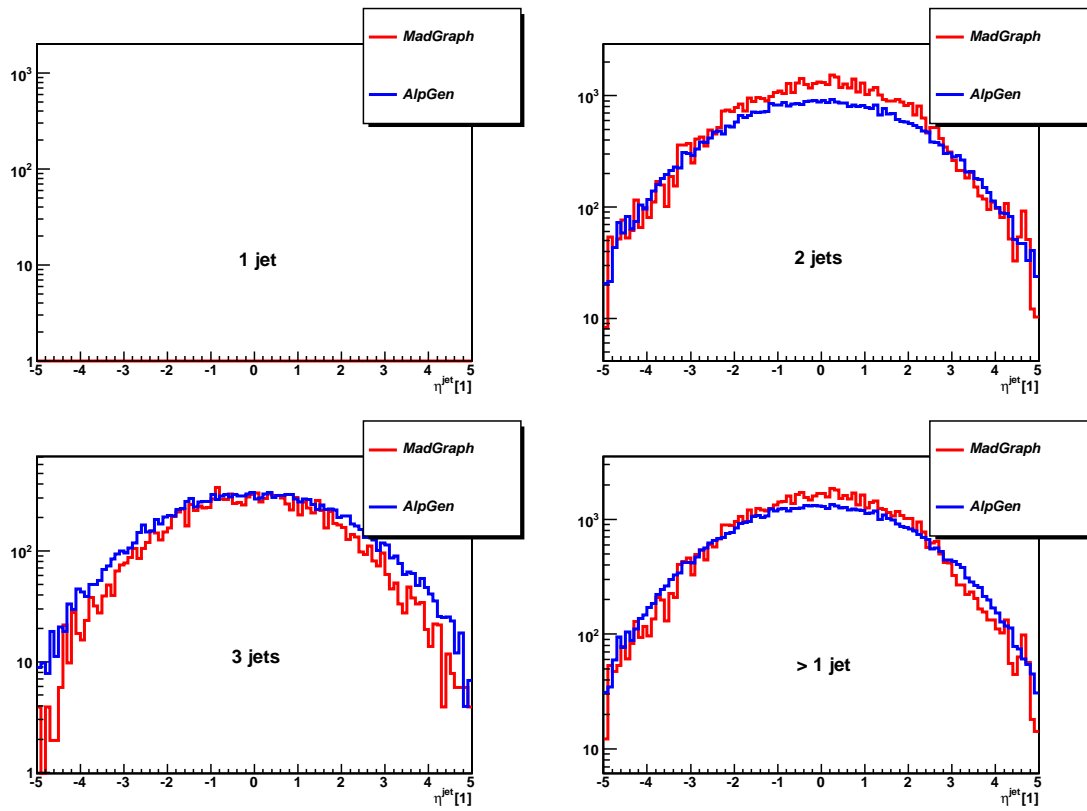 MadGraph
AlpGen
10³
10²
10
1
1 jet
-5 -4 -3 -2 -1 0 1 2 3 4 5
η^jet[1]
MadGraph
AlpGen
10³
10²
10
2 jets
-5 -4 -3 -2 -1 0 1 2 3 4 5
η^jet[1]
MadGraph
AlpGen
10²
10
1
3 jets
-5 -4 -3 -2 -1 0 1 2 3 4 5
η^jet[1]
MadGraph
AlpGen
10³
10²
10
> 1 jet
-5 -4 -3 -2 -1 0 1 2 3 4 5
η^jet[1]